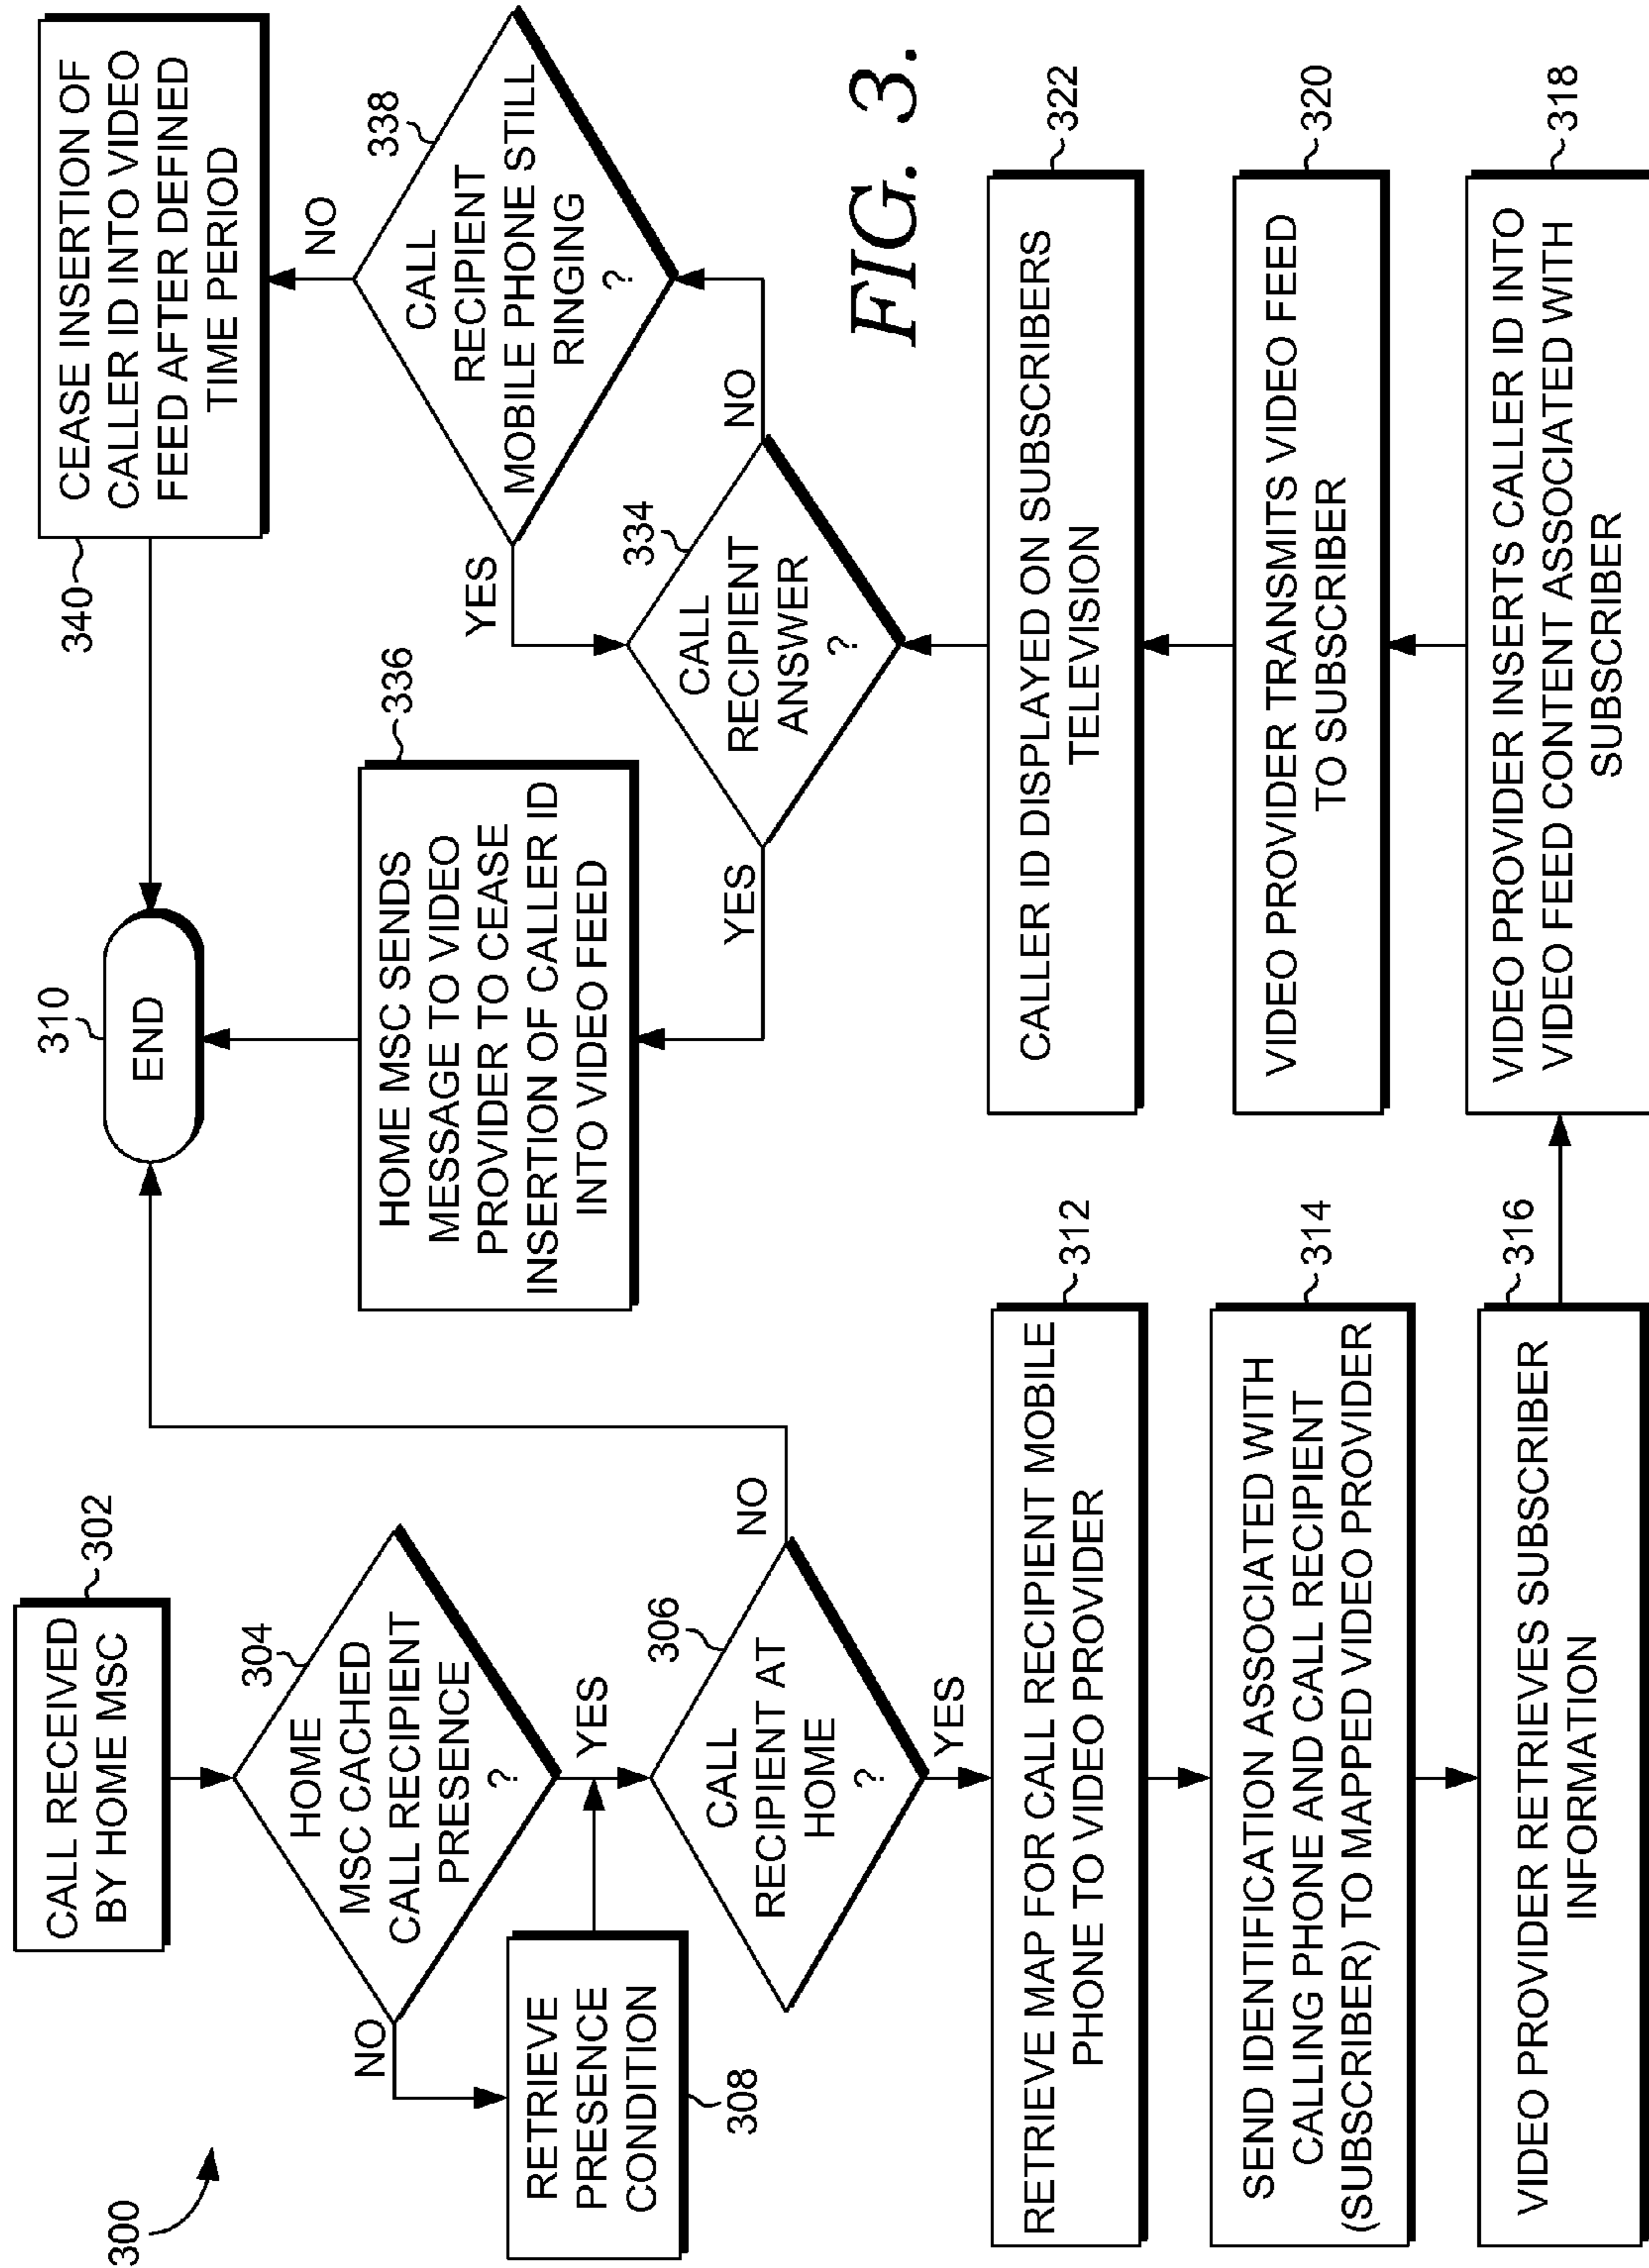 300
CALL RECEIVED
BY HOME MSC
302
HOME
MSC CACHED
CALL RECIPIENT
PRESENCE
?
304
NO
YES
RETRIEVE
PRESENCE
CONDITION
308
CALL
RECIPIENT AT
HOME
?
306
NO
YES
RETRIEVE MAP FOR CALL RECIPIENT MOBILE
PHONE TO VIDEO PROVIDER
312
SEND IDENTIFICATION ASSOCIATED WITH
CALLING PHONE AND CALL RECIPIENT
(SUBSCRIBER) TO MAPPED VIDEO PROVIDER
314
VIDEO PROVIDER RETRIEVES SUBSCRIBER
INFORMATION
316
VIDEO PROVIDER INSERTS CALLER ID INTO
VIDEO FEED CONTENT ASSOCIATED WITH
SUBSCRIBER
318
VIDEO PROVIDER TRANSMITS VIDEO FEED
TO SUBSCRIBER
320
CALLER ID DISPLAYED ON SUBSCRIBERS
TELEVISION
322
CALL
RECIPIENT
ANSWER
?
334
YES
NO
HOME MSC SENDS
MESSAGE TO VIDEO
PROVIDER TO CEASE
INSERTION OF CALLER ID
INTO VIDEO FEED
336
CALL
RECIPIENT
MOBILE PHONE STILL
RINGING
?
338
YES
NO
CEASE INSERTION OF
CALLER ID INTO VIDEO
FEED AFTER DEFINED
TIME PERIOD
340
END
310
FIG. 3.